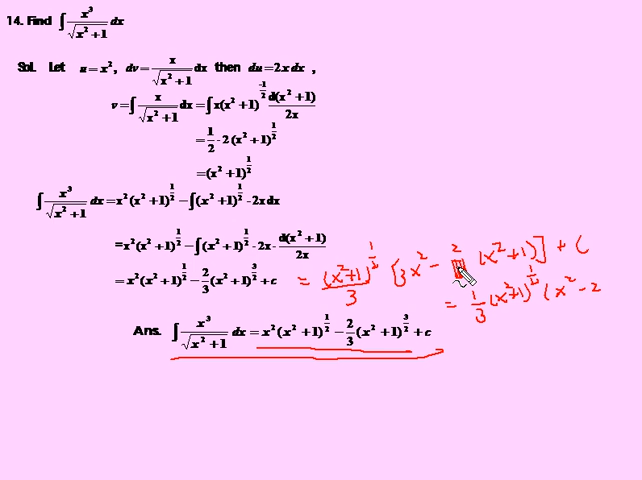 14. Find ∫ x³/√(x²+1) dx
Sol. Let u = x², dv = x/√(x²+1) dx then du = 2x dx ,
v = ∫ x/√(x²+1) dx = ∫ x(x²+1)^(-1/2) d(x²+1)/2x
= 1/2 · 2(x²+1)^(1/2)
= (x²+1)^(1/2)
∫ x³/√(x²+1) dx = x²(x²+1)^(1/2) − ∫(x²+1)^(1/2) · 2x dx
= x²(x²+1)^(1/2) − ∫(x²+1)^(1/2) · 2x · d(x²+1)/2x
= x²(x²+1)^(1/2) − 2/3 (x²+1)^(3/2) + c = (x²+1)^(1/2)/3 [3x² − 2 (x²+1)] + C
= 1/3 (x²+1)^(1/2) (x² − 2
Ans. ∫ x³/√(x²+1) dx = x²(x²+1)^(1/2) − 2/3 (x²+1)^(3/2) + c